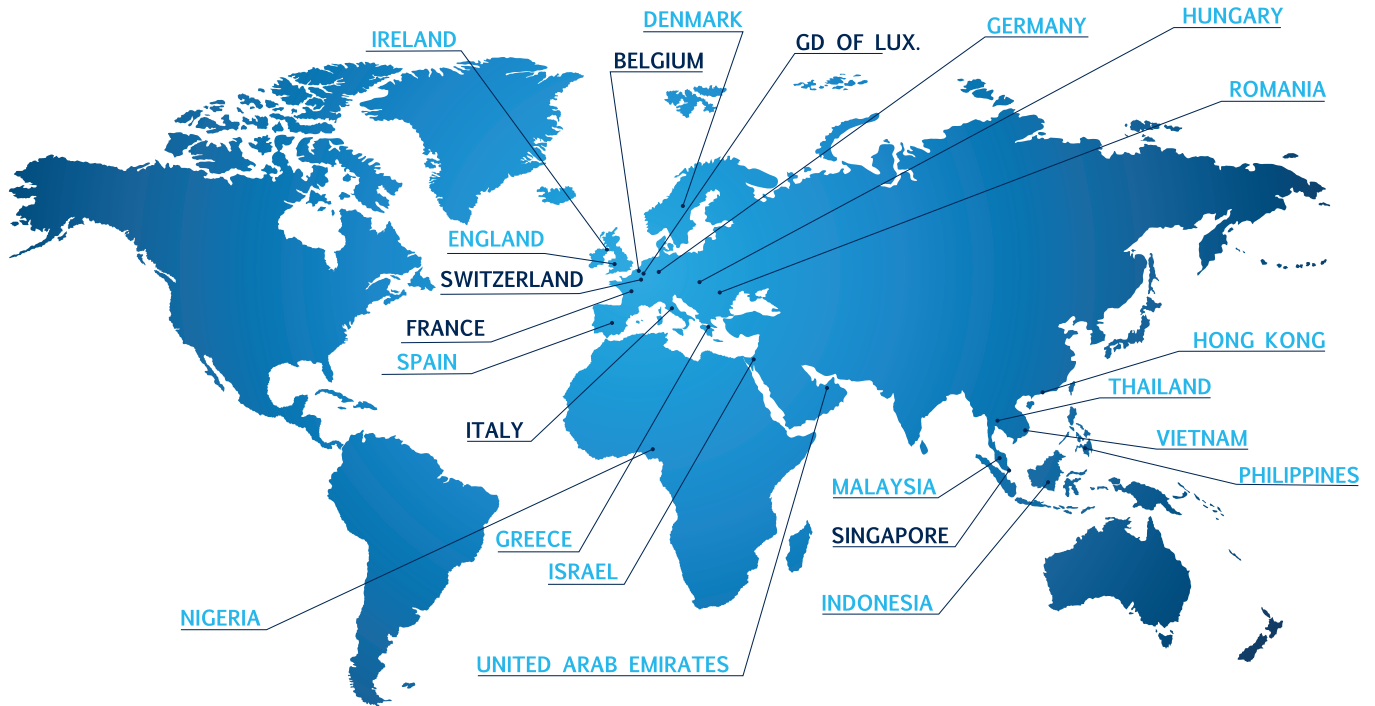 DENMARK
HUNGARY
GERMANY
IRELAND
GD OF LUX.
BELGIUM
ROMANIA
ENGLAND
SWITZERLAND
FRANCE
HONG KONG
SPAIN
THAILAND
ITALY
VIETNAM
PHILIPPINES
MALAYSIA
SINGAPORE
GREECE
ISRAEL
INDONESIA
NIGERIA
UNITED ARAB EMIRATES